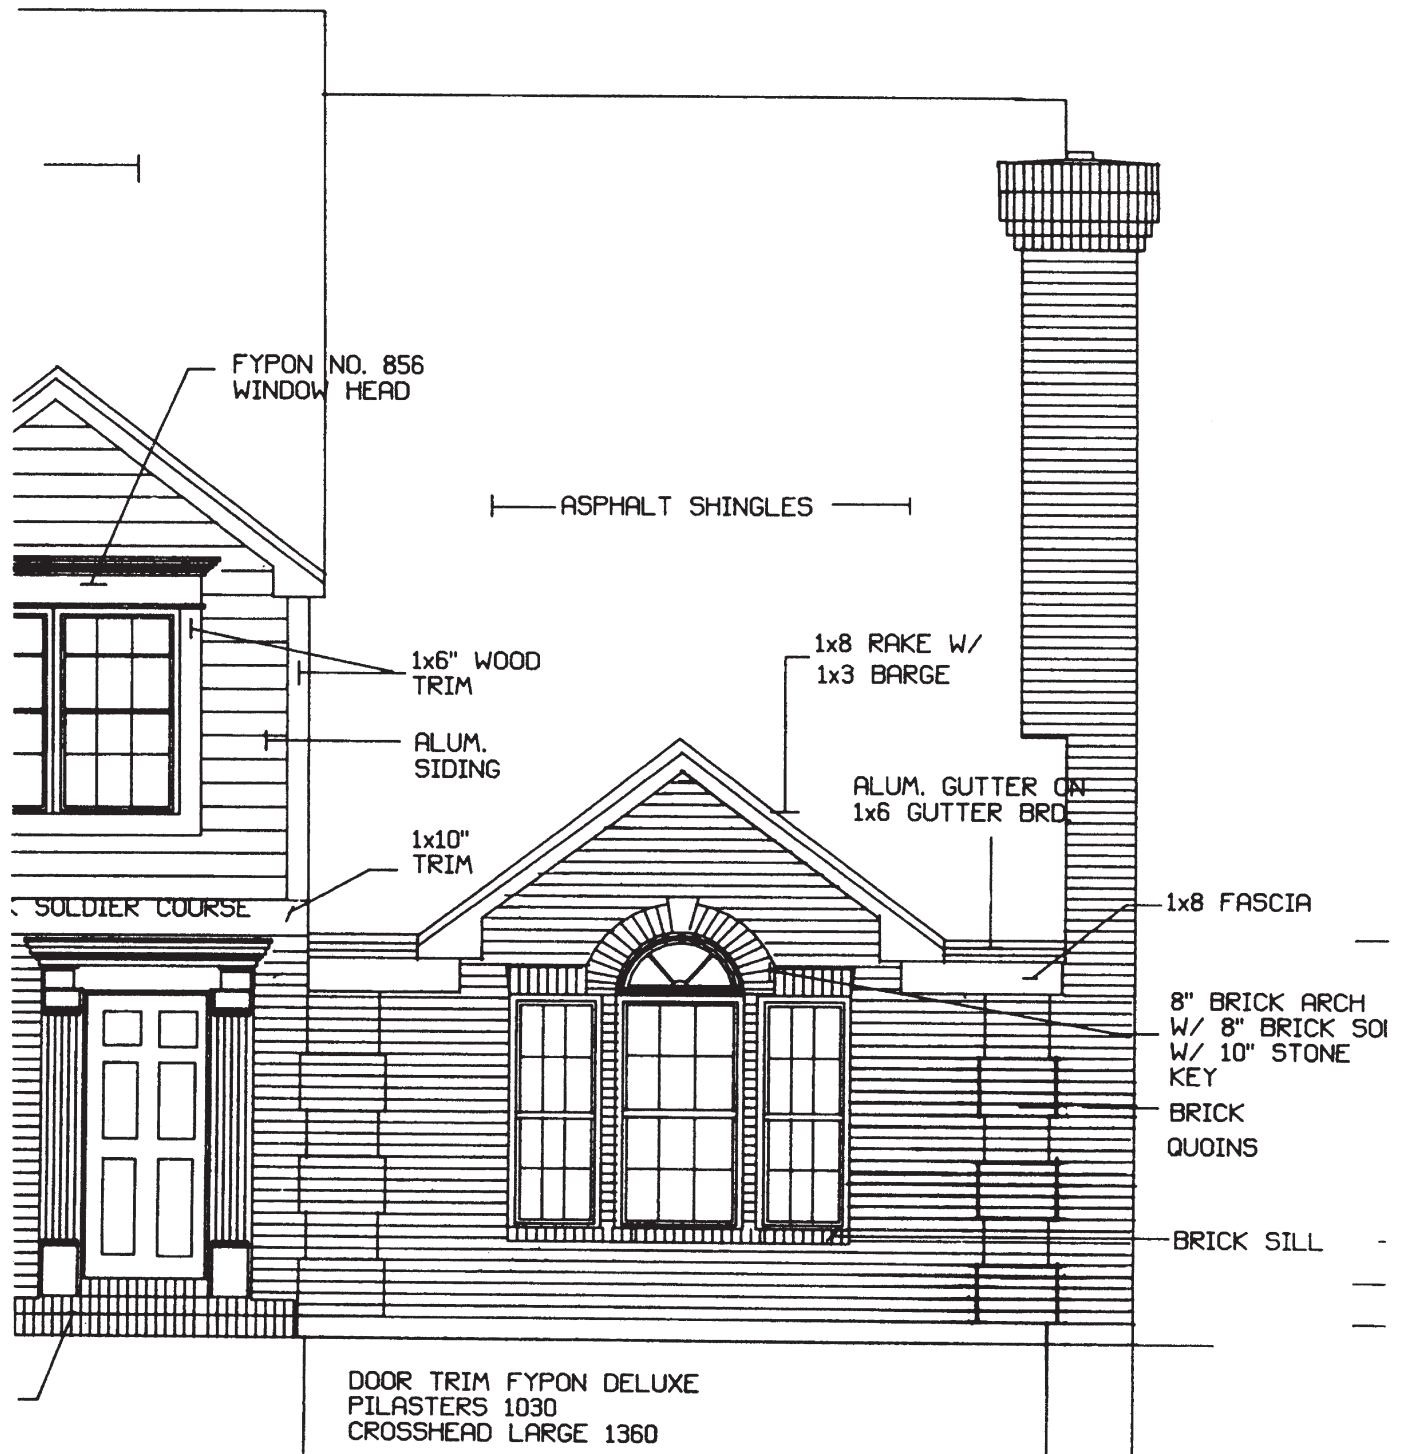 FYPON NO. 856
WINDOW HEAD
ASPHALT SHINGLES
1x6" WOOD
TRIM
1x8 RAKE W/
1x3 BARGE
ALUM.
SIDING
ALUM. GUTTER ON
1x6 GUTTER BRD.
1x10"
TRIM
SOLDIER COURSE
1x8 FASCIA
8" BRICK ARCH
W/ 8" BRICK
W/ 10" STONE
KEY
BRICK
QUOINS
BRICK SILL
DOOR TRIM FYPON DELUXE
PILASTERS 1030
CROSSHEAD LARGE 1360